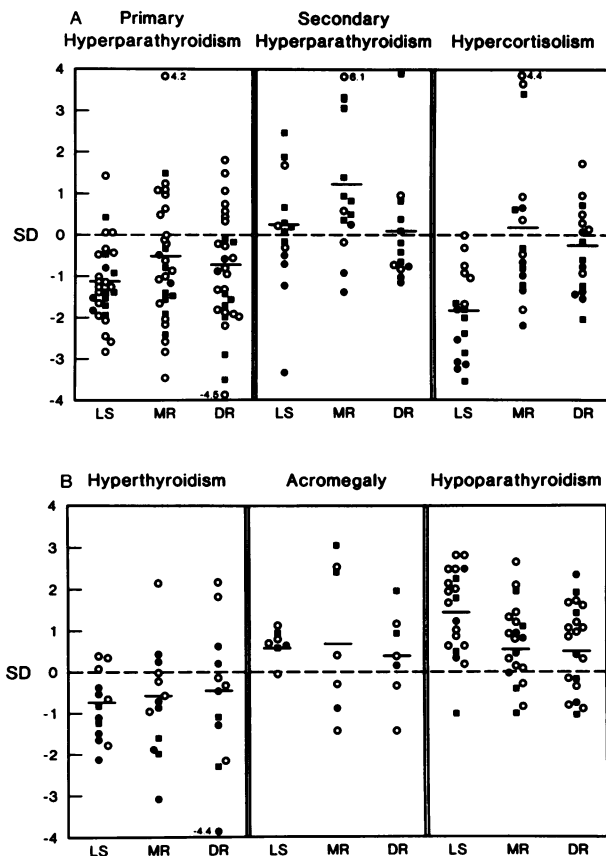 A
Primary Hyperparathyroidism
Secondary Hyperparathyroidism
Hypercortisolism
4
3
2
1
SD 0
-1
-2
-3
-4
4.2
-4.5
6.1
4.4
LS MR DR LS MR DR LS MR DR
B
Hyperthyroidism Acromegaly Hypoparathyroidism
4
3
2
1
SD 0
-1
-2
-3
-4
-4.4
LS MR DR LS MR DR LS MR DR